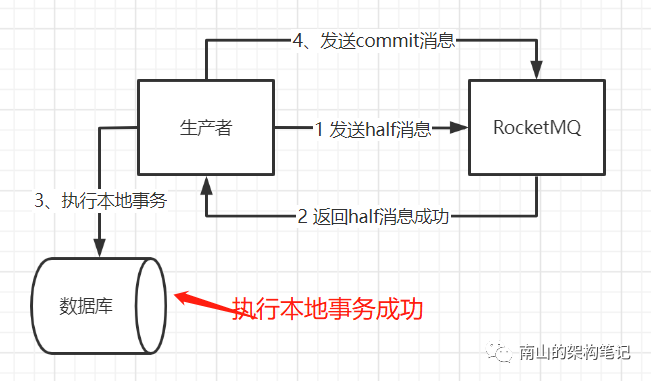 4、发送commit消息
生产者
1 发送half消息
RocketMQ
3、执行本地事务
2 返回half消息成功
数据库
执行本地事务成功
南山的架构笔记